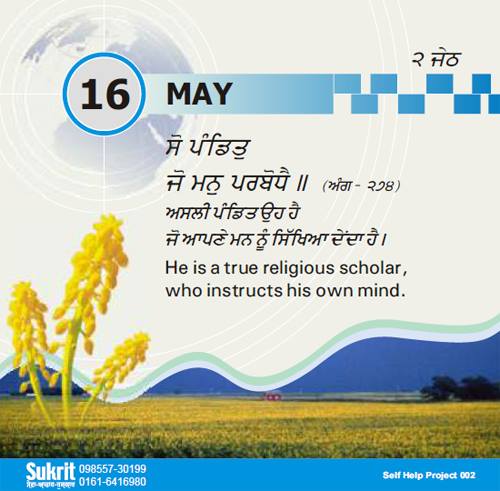 ੨ ਜੇਠ
16 MAY
ਸੋ ਪੰਡਿਤੁ
ਜੋ ਮਨੁ ਪਰਬੋਧੈ ॥ (ਅੰਗ - ੨੭੪)
ਅਸਲੀ ਪੰਡਿਤ ਉਹ ਹੈ
ਜੋ ਆਪਣੇ ਮਨ ਨੂੰ ਸਿੱਖਿਆ ਦੇਂਦਾ ਹੈ।
He is a true religious scholar,
who instructs his own mind.
Sukrit 098557-30199
0161-6416980
Self Help Project 002